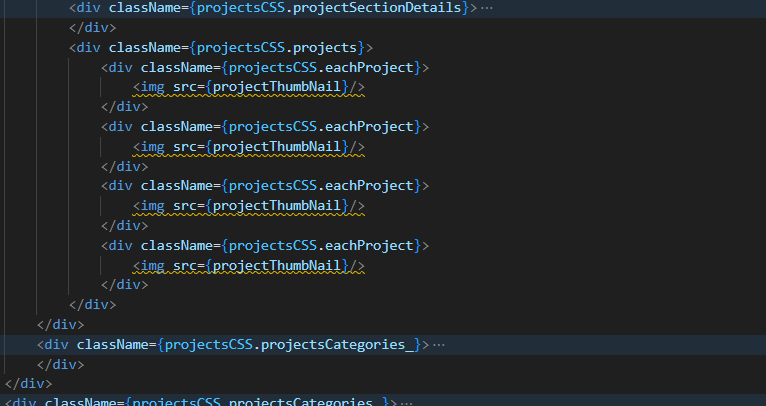 <div className={projectsCSS.projectSectionDetails}>···
</div>
<div className={projectsCSS.projects}>
<div className={projectsCSS.eachProject}>
<img src={projectThumbNail}/>
</div>
<div className={projectsCSS.eachProject}>
<img src={projectThumbNail}/>
</div>
<div className={projectsCSS.eachProject}>
<img src={projectThumbNail}/>
</div>
<div className={projectsCSS.eachProject}>
<img src={projectThumbNail}/>
</div>
</div>
</div>
<div className={projectsCSS.projectsCategories_}>···
</div>
</div>
<div className={projectsCSS.projectsCategories_}>···